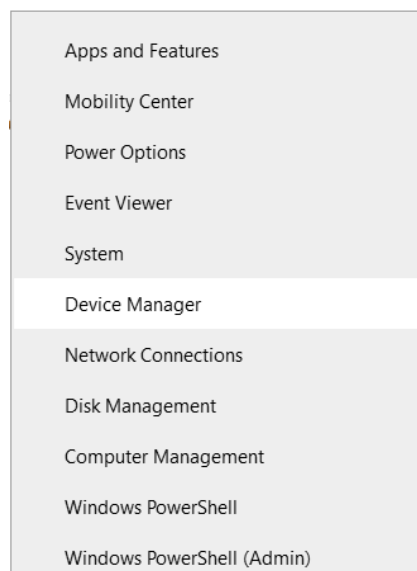 Apps and Features
Mobility Center
Power Options
Event Viewer
System
Device Manager
Network Connections
Disk Management
Computer Management
Windows PowerShell
Windows PowerShell (Admin)